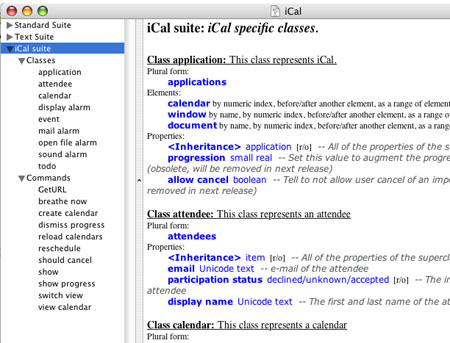 iCal
Standard Suite
Text Suite
iCal suite
Classes
application
attendee
calendar
display alarm
event
mail alarm
open file alarm
sound alarm
todo
Commands
GetURL
breathe now
create calendar
dismiss progress
reload calendars
reschedule
should cancel
show
show progress
switch view
view calendar
iCal suite: iCal specific classes.
Class application: This class represents iCal.
Plural form:
applications
Elements:
calendar by numeric index, before/after another element, as a range of element
window by name, by numeric index, before/after another element, as a range
document by name, by numeric index, before/after another element, as a ra
Properties:
<Inheritance> application [r/o] -- All of the properties of the s
progression small real -- Set this value to augment the progre
(obsolete, will be removed in next release)
allow cancel boolean -- Tell to not allow user cancel of an impo
removed in next release)
Class attendee: This class represents an attendee
Plural form:
attendees
Properties:
<Inheritance> item [r/o] -- All of the properties of the supercl
email Unicode text -- e-mail of the attendee
participation status declined/unknown/accepted [r/o] -- The in
attendee
display name Unicode text -- The first and last name of the at
Class calendar: This class represents a calendar
Plural form: